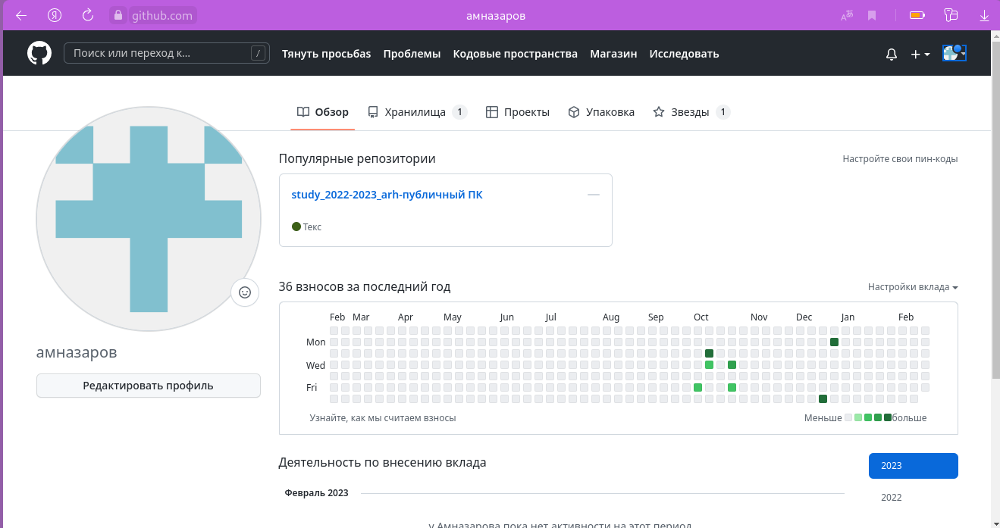 github.com
амназаров
Поиск или переход к...
/
Тянуть просьбас Проблемы Кодовые пространства Магазин Исследовать
Обзор Хранилища 1 Проекты Упаковка Звезды 1
Популярные репозитории
Настройте свои пин-коды
study_2022-2023_arh-публичный ПК
Текс
36 взносов за последний год
Настройки вклада
Feb Mar Apr May Jun Jul Aug Sep Oct Nov Dec Jan Feb
Mon
Wed
Fri
Узнайте, как мы считаем взносы
Меньше больше
амназаров
Редактировать профиль
Деятельность по внесению вклада
2023
2022
Февраль 2023
у Амназарова пока нет активности на этот период